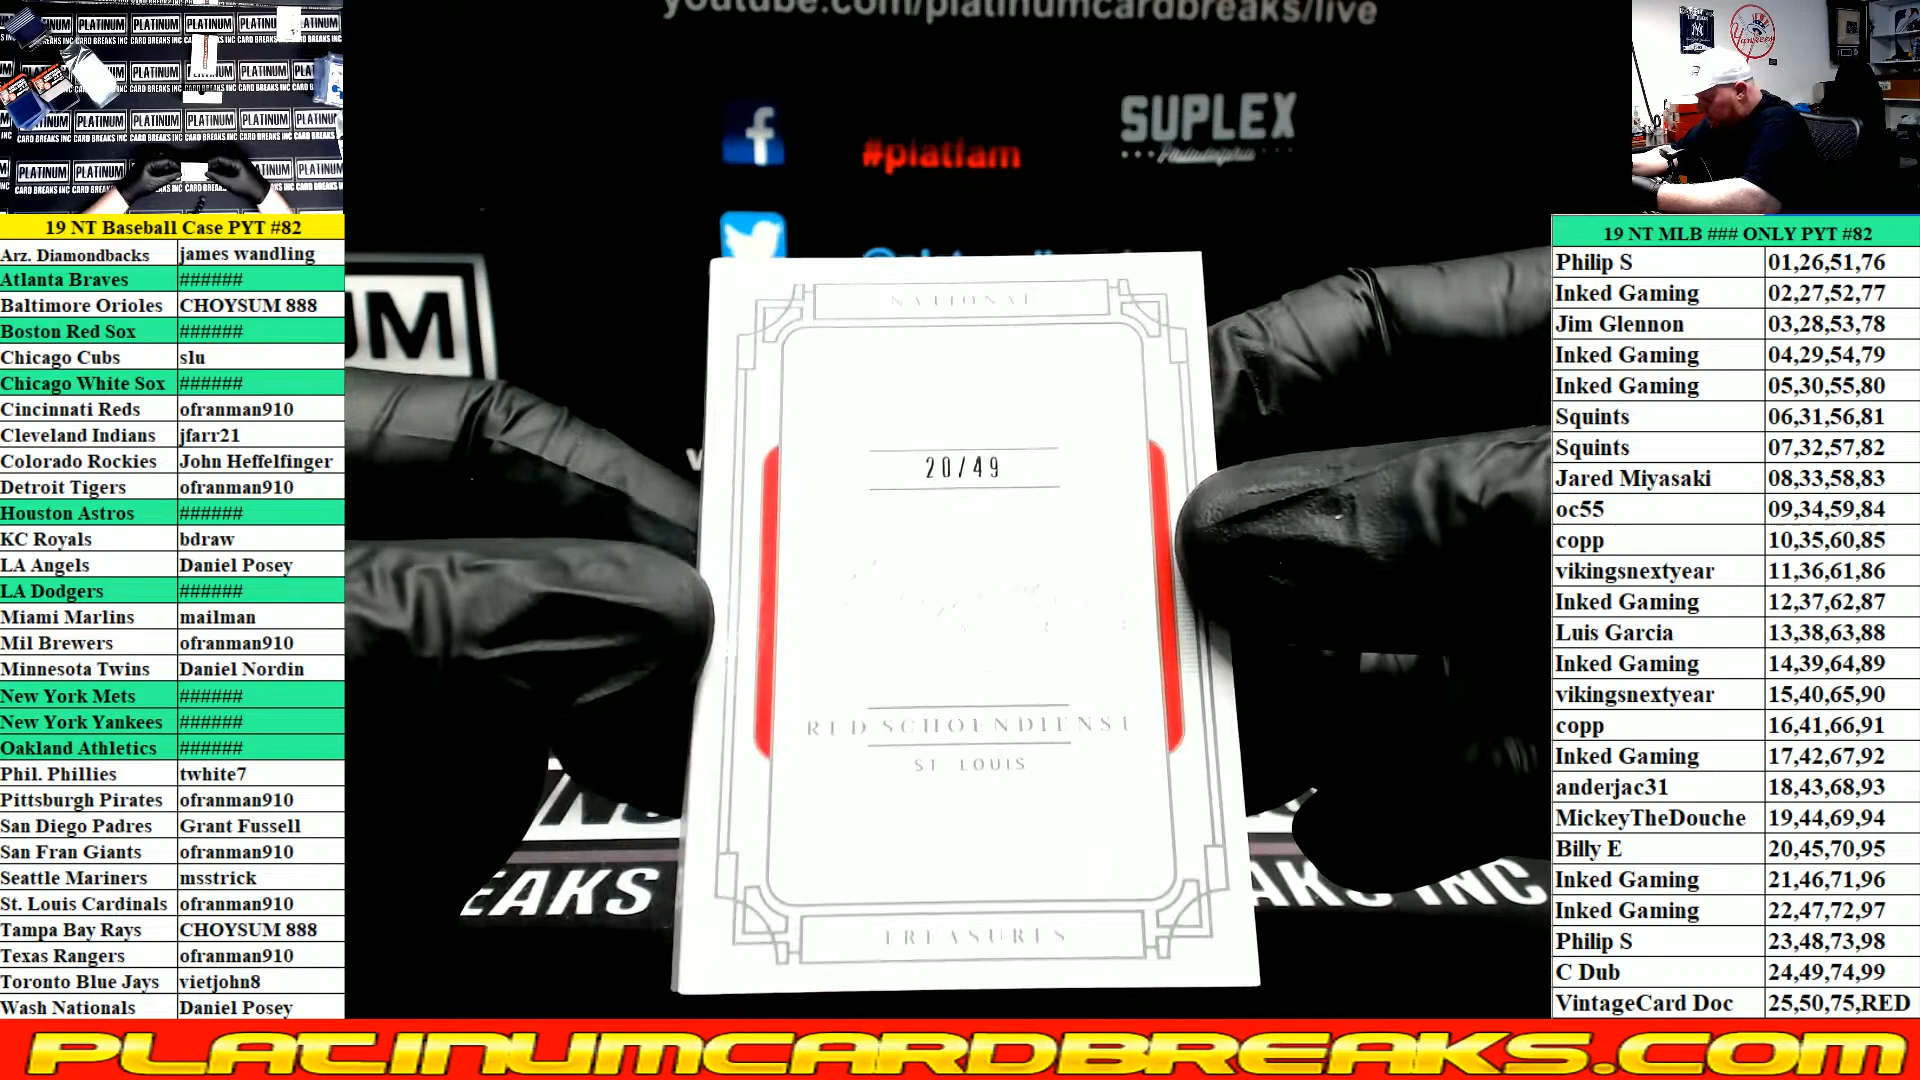 youtube.com/platinumcardbreaks/live
SUPLEX
Philadelphia
#platfam
19 NT Baseball Case PYT #82
Arz. Diamondbacks james wandling
Atlanta Braves ######
Baltimore Orioles CHOYSUM 888
Boston Red Sox ######
Chicago Cubs slu
Chicago White Sox ######
Cincinnati Reds ofranman910
Cleveland Indians jfarr21
Colorado Rockies John Heffelfinger
Detroit Tigers ofranman910
Houston Astros ######
KC Royals bdraw
LA Angels Daniel Posey
LA Dodgers ######
Miami Marlins mailman
Mil Brewers ofranman910
Minnesota Twins Daniel Nordin
New York Mets ######
New York Yankees ######
Oakland Athletics ######
Phil. Phillies twhite7
Pittsburgh Pirates ofranman910
San Diego Padres Grant Fussell
San Fran Giants ofranman910
Seattle Mariners msstrick
St. Louis Cardinals ofranman910
Tampa Bay Rays CHOYSUM 888
Texas Rangers ofranman910
Toronto Blue Jays vietjohn8
Wash Nationals Daniel Posey
NATIONAL
20/49
RED SCHOENDIENST
ST. LOUIS
TREASURES
19 NT MLB ### ONLY PYT #82
Philip S 01,26,51,76
Inked Gaming 02,27,52,77
Jim Glennon 03,28,53,78
Inked Gaming 04,29,54,79
Inked Gaming 05,30,55,80
Squints 06,31,56,81
Squints 07,32,57,82
Jared Miyasaki 08,33,58,83
oc55 09,34,59,84
copp 10,35,60,85
vikingsnextyear 11,36,61,86
Inked Gaming 12,37,62,87
Luis Garcia 13,38,63,88
Inked Gaming 14,39,64,89
vikingsnextyear 15,40,65,90
copp 16,41,66,91
Inked Gaming 17,42,67,92
anderjac31 18,43,68,93
MickeyTheDouche 19,44,69,94
Billy E 20,45,70,95
Inked Gaming 21,46,71,96
Inked Gaming 22,47,72,97
Philip S 23,48,73,98
C Dub 24,49,74,99
VintageCard Doc 25,50,75,RED
PLATINUMCARDBREAKS.COM